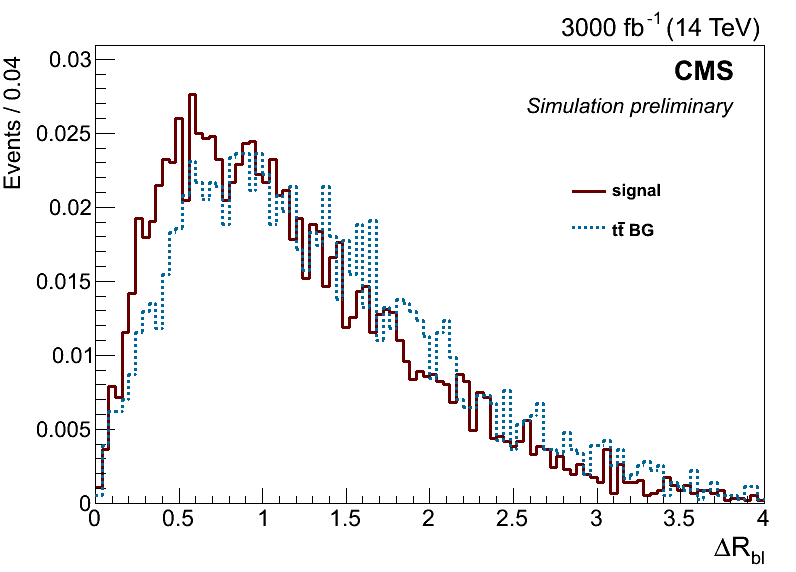 3000 fb⁻¹ (14 TeV)
Events / 0.04
CMS
Simulation preliminary
signal
tt̄ BG
0.03
0.025
0.02
0.015
0.01
0.005
0
0 0.5 1 1.5 2 2.5 3 3.5 4
ΔR_bl